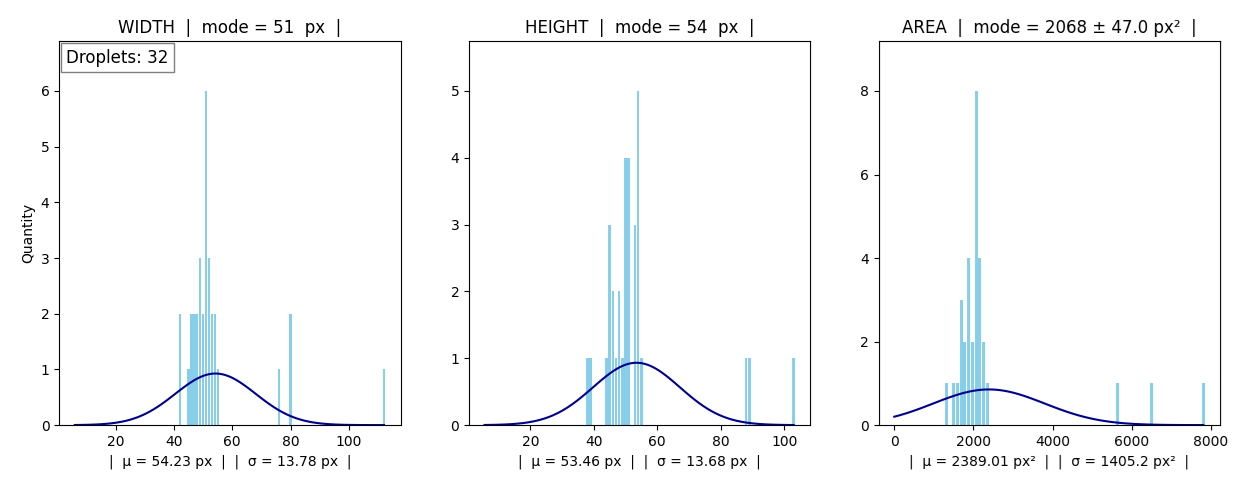 WIDTH | mode = 51 px |
Droplets: 32
Quantity
6
5
4
3
2
1
0
20 40 60 80 100
| μ = 54.23 px | | σ = 13.78 px |
HEIGHT | mode = 54 px |
5
4
3
2
1
0
20 40 60 80 100
| μ = 53.46 px | | σ = 13.68 px |
AREA | mode = 2068 ± 47.0 px² |
8
6
4
2
0
0 2000 4000 6000 8000
| μ = 2389.01 px² | | σ = 1405.2 px² |